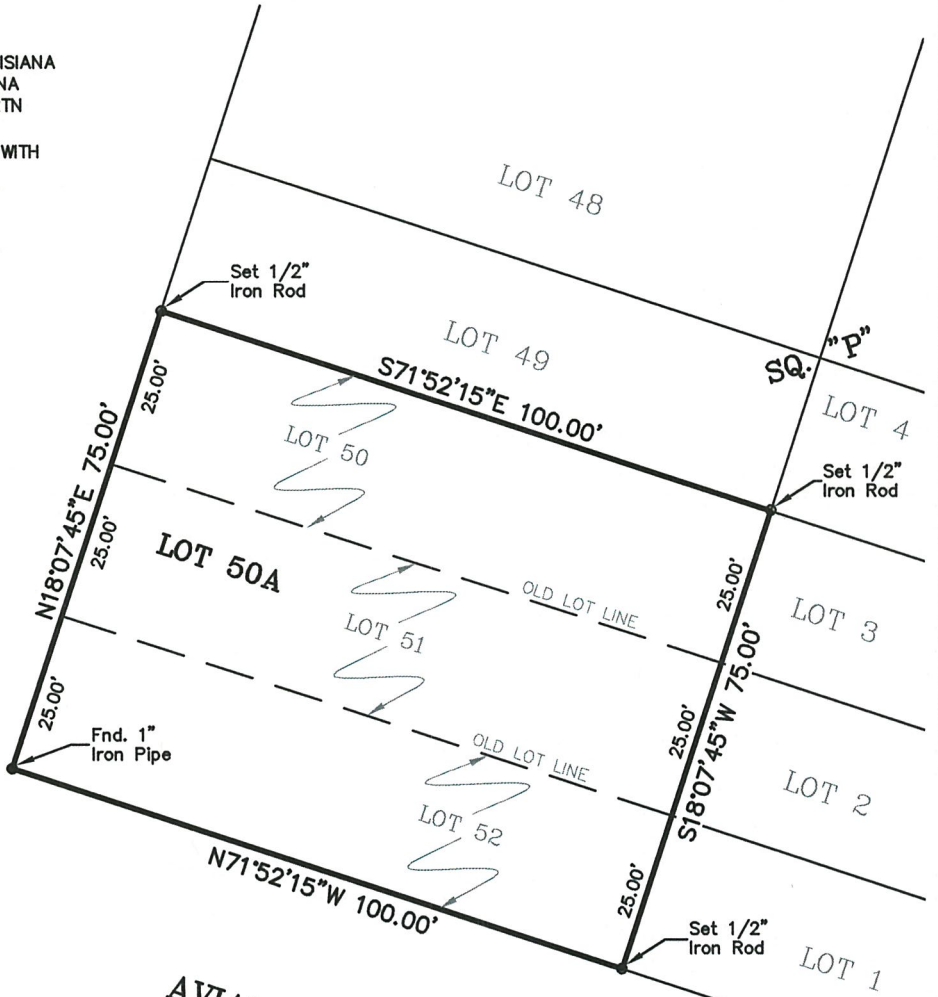 WITH
LOT 48
Set 1/2"
Iron Rod
LOT 49
SQ. "P"
S71°52'15"E 100.00'
LOT 4
25.00'
LOT 50
Set 1/2"
Iron Rod
N18°07'45"E 75.00'
25.00'
LOT 50A
OLD LOT LINE
25.00'
LOT 3
LOT 51
25.00'
Fnd. 1"
Iron Pipe
OLD LOT LINE
25.00'
S18°07'45"W 75.00'
LOT 2
LOT 52
N71°52'15"W 100.00'
25.00'
Set 1/2"
Iron Rod
LOT 1